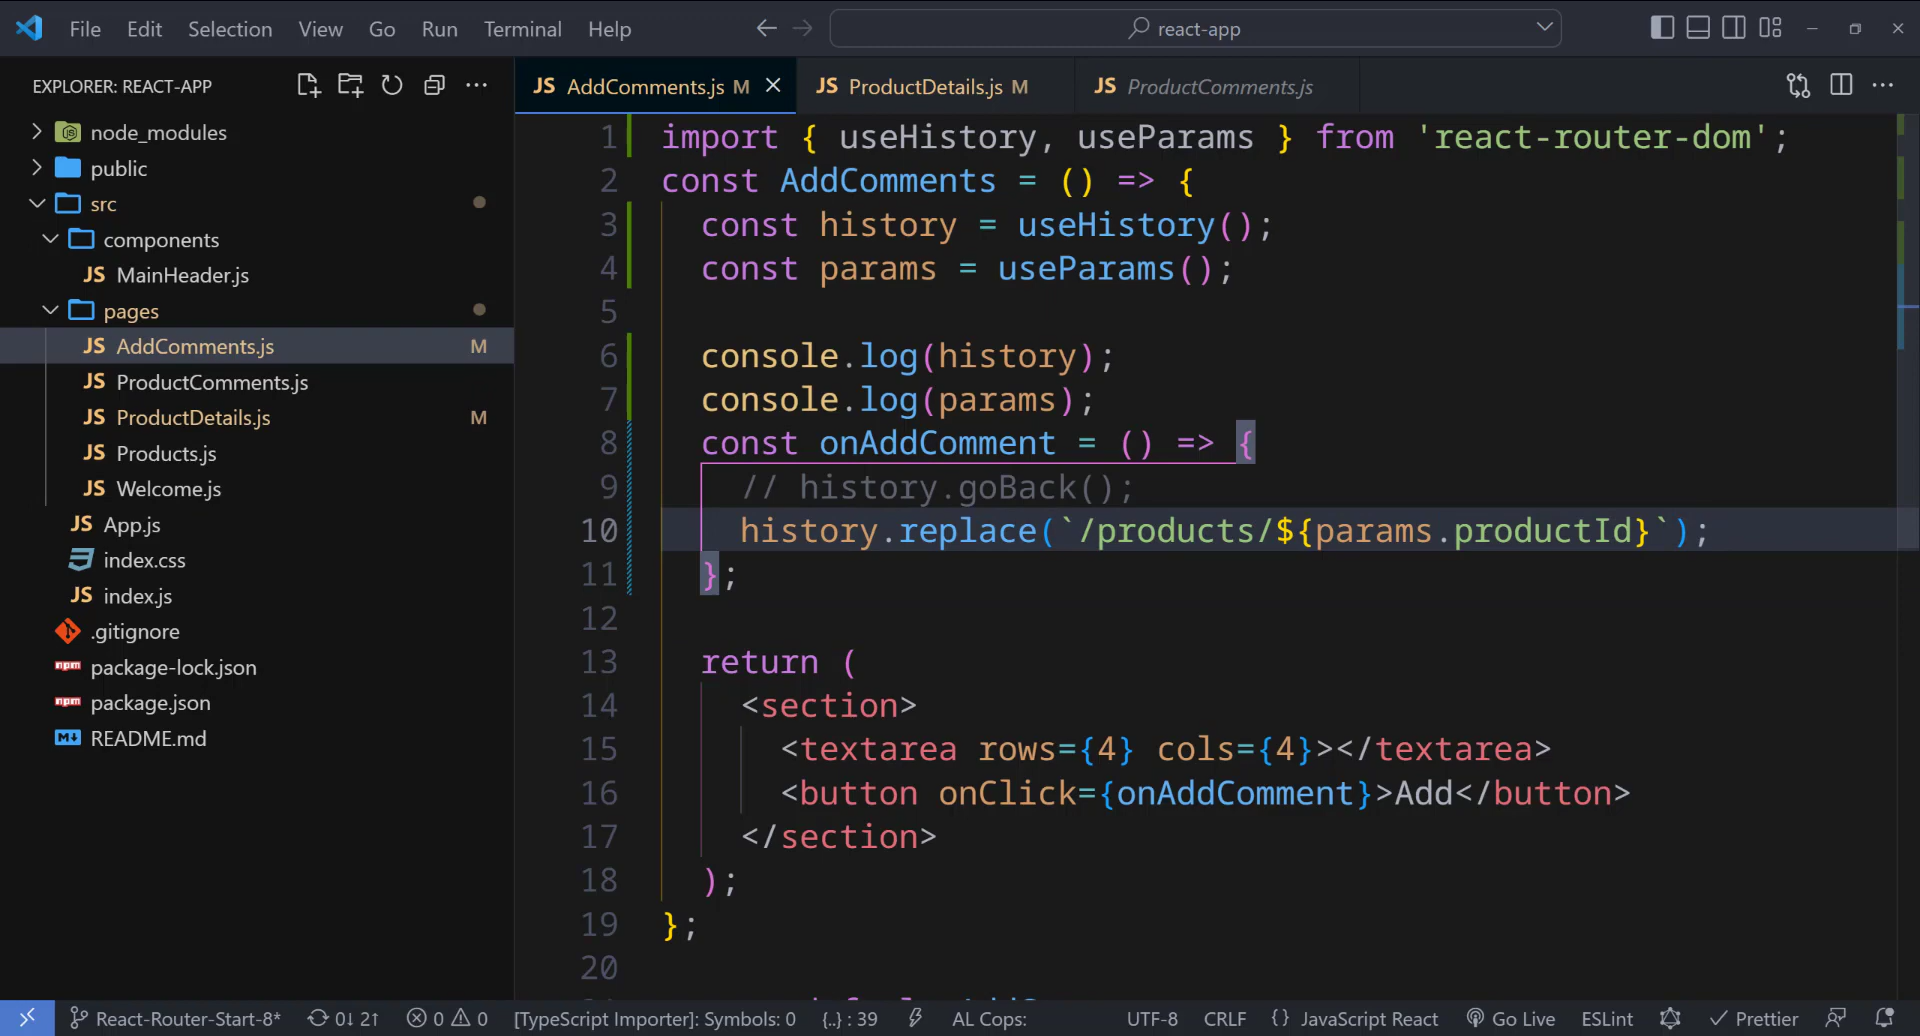 File Edit Selection View Go Run Terminal Help
react-app
EXPLORER: REACT-APP
node_modules
public
src
components
JS MainHeader.js
pages
JS AddComments.js M
JS ProductComments.js
JS ProductDetails.js M
JS Products.js
JS Welcome.js
JS App.js
index.css
JS index.js
.gitignore
npm package-lock.json
npm package.json
M↓ README.md
JS AddComments.js M
JS ProductDetails.js M
JS ProductComments.js
1 import { useHistory, useParams } from 'react-router-dom';
2 const AddComments = () => {
3 const history = useHistory();
4 const params = useParams();
5
6 console.log(history);
7 console.log(params);
8 const onAddComment = () => {
9 // history.goBack();
10 history.replace(`/products/${params.productId}`);
11 };
12
13 return (
14 <section>
15 <textarea rows={4} cols={4}></textarea>
16 <button onClick={onAddComment}>Add</button>
17 </section>
18 );
19 };
20
React-Router-Start-8* 0↓ 2↑ 0 0 [TypeScript Importer]: Symbols: 0 {..} : 39 AL Cops: UTF-8 CRLF {} JavaScript React Go Live ESLint Prettier